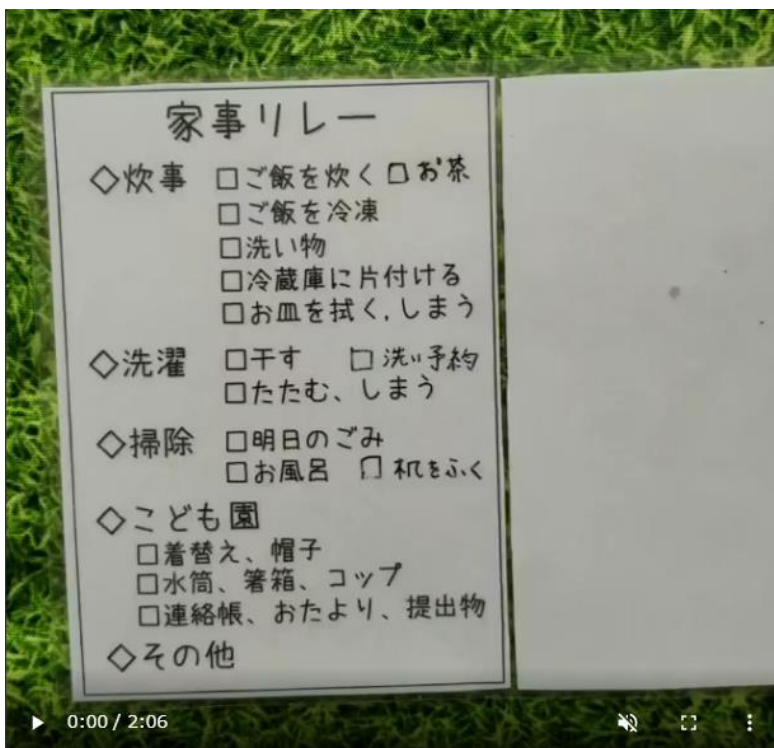 家事リレー
◇炊事 □ご飯を炊く □お茶
□ご飯を冷凍
□洗い物
□冷蔵庫に片付ける
□お皿を拭く、しまう
◇洗濯 □干す □洗い予約
□たたむ、しまう
◇掃除 □明日のごみ
□お風呂 □机をふく
◇こども園
□着替え、帽子
□水筒、箸箱、コップ
□連絡帳、おたより、提出物
◇その他
0:00 / 2:06